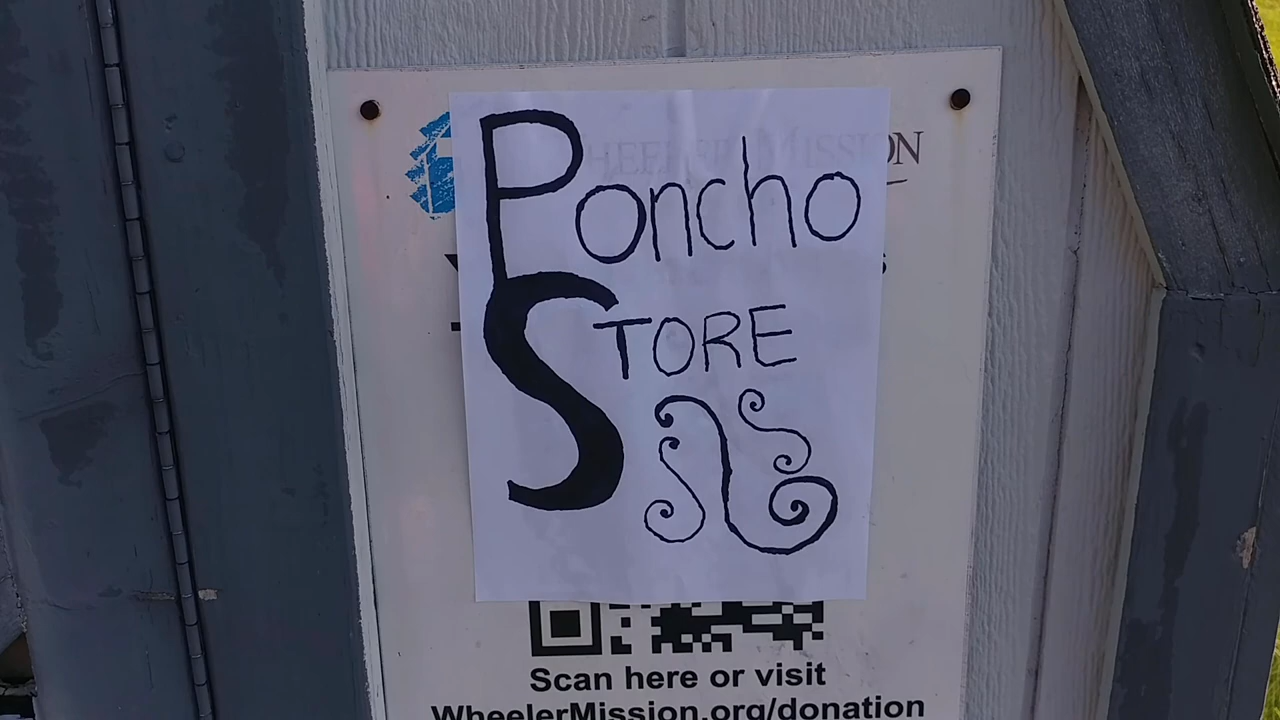 WHEELER MISSION
Poncho
STORE
Scan here or visit
WheelerMission.org/donation